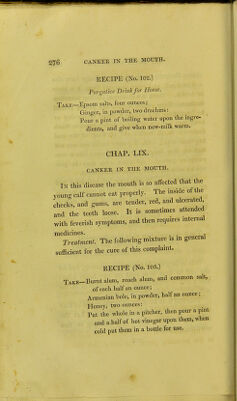 276 CANKER IN THE MOUTH.
RECIPE (No. 102.)
Purgative Drink for Horse.
TAKE—Epsom salts, four ounces;
Ginger, in powder, two drachms:
Pour a pint of boiling water upon the ingre-
dients, and give when new-milk warm.
CHAP. LIX.
CANKER IN THE MOUTH.
IN this disease the mouth is so affected that the
young calf cannot eat properly. The inside of the
cheeks, and gums, are tender, red, and ulcerated,
and the teeth loose. It is sometimes attended
with feverish symptoms, and then requires internal
medicines.
Treatment. The following mixture is in general
sufficient for the cure of this complaint.
RECIPE (No. 103.)
TAKE—Burnt alum, roach alum, and common salt,
of each half an ounce;
Armenian bole, in powder, half an ounce;
Honey, two ounces:
Put the whole in a pitcher, then pour a pint
and a half of hot vinegar upon them, when
cold put them in a bottle for use.